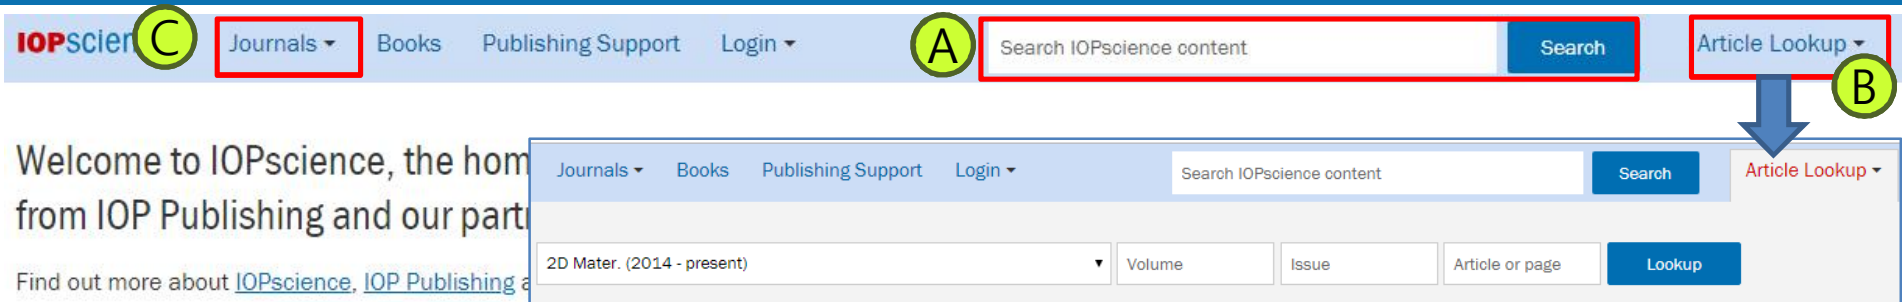 IOPscien C Journals Books Publishing Support Login A Search IOPscience content Search Article Lookup
B
Welcome to IOPscience, the hom
from IOP Publishing and our part
Find out more about IOPscience, IOP Publishing a
Journals Books Publishing Support Login Search IOPscience content Search Article Lookup
2D Mater. (2014 - present) Volume Issue Article or page Lookup